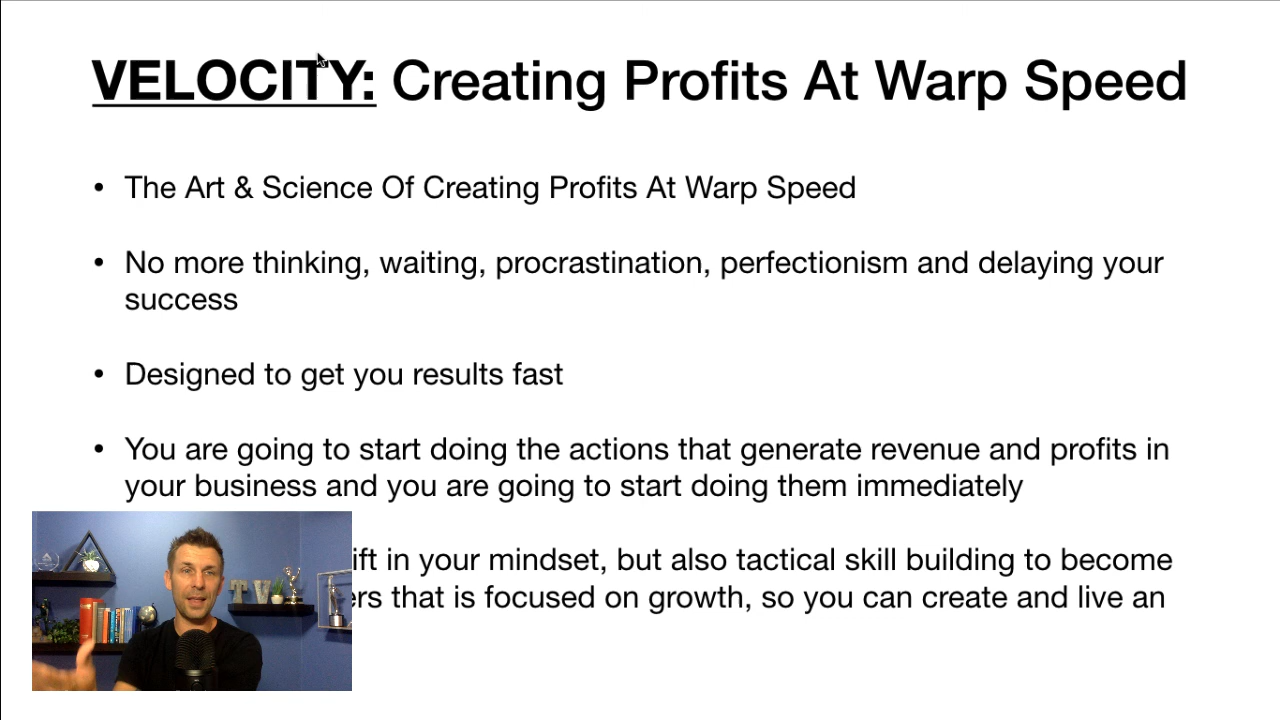 VELOCITY: Creating Profits At Warp Speed
• The Art & Science Of Creating Profits At Warp Speed
• No more thinking, waiting, procrastination, perfectionism and delaying your
success
• Designed to get you results fast
• You are going to start doing the actions that generate revenue and profits in
your business and you are going to start doing them immediately
in your mindset, but also tactical skill building to become
that is focused on growth, so you can create and live an
TV